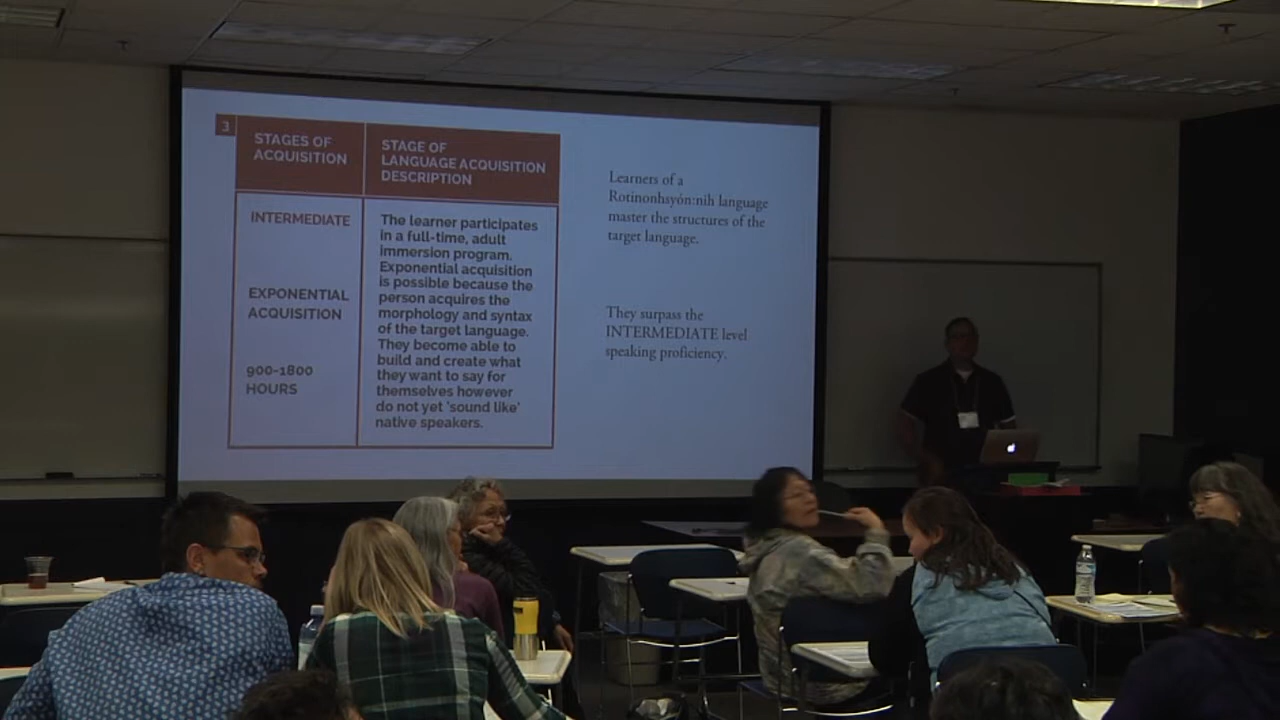 3
STAGES OF
ACQUISITION
STAGE OF
LANGUAGE ACQUISITION
DESCRIPTION
INTERMEDIATE
EXPONENTIAL
ACQUISITION
900-1800
HOURS
The learner participates
in a full-time, adult
immersion program.
Exponential acquisition
is possible because the
person acquires the
morphology and syntax
of the target language.
They become able to
build and create what
they want to say for
themselves however
do not yet 'sound like'
native speakers.
Learners of a
Rotinonhsyón:nih language
master the structures of the
target language.
They surpass the
INTERMEDIATE level
speaking proficiency.